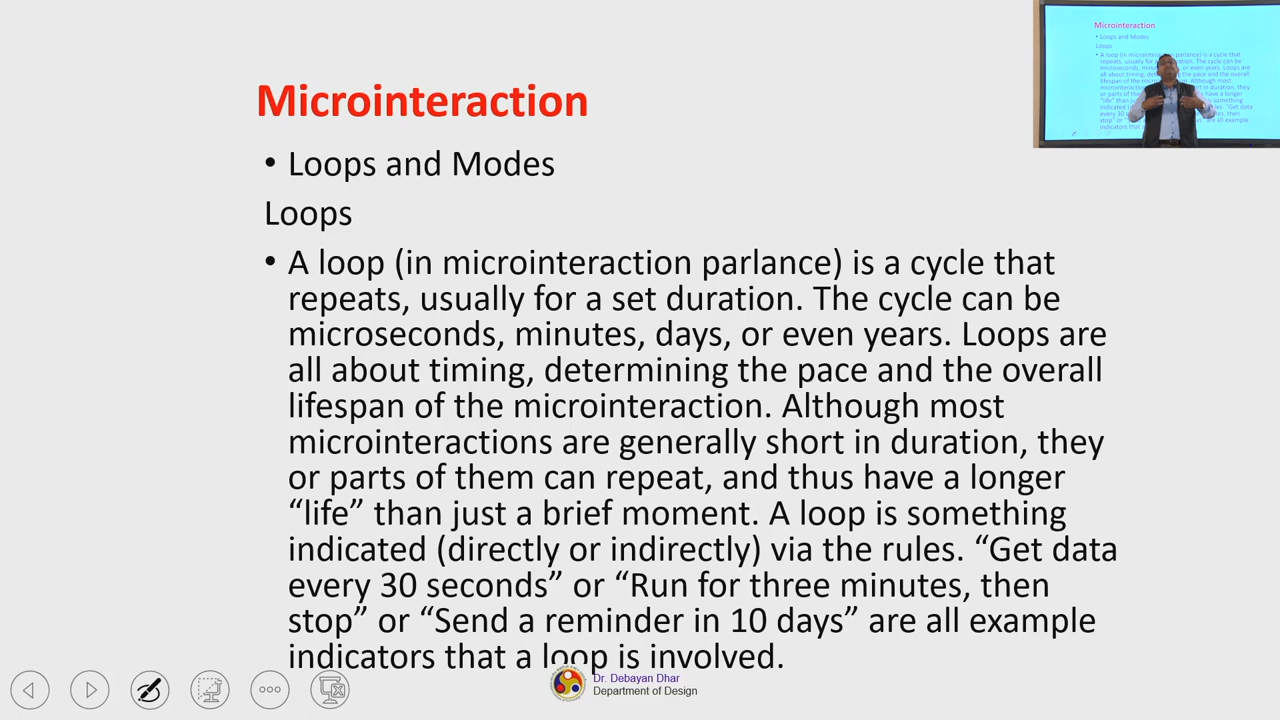 Microinteraction
• Loops and Modes
Loops
• A loop (in microinteraction parlance) is a cycle that
repeats, usually for a set duration. The cycle can be
microseconds, minutes, days, or even years. Loops are
all about timing, determining the pace and the overall
lifespan of the microinteraction. Although most
microinteractions are generally short in duration, they
or parts of them can repeat, and thus have a longer
“life” than just a brief moment. A loop is something
indicated (directly or indirectly) via the rules. “Get data
every 30 seconds” or “Run for three minutes, then
stop” or “Send a reminder in 10 days” are all example
indicators that a loop is involved.
Dr. Debayan Dhar
Department of Design
Microinteraction
• Loops and Modes
Loops